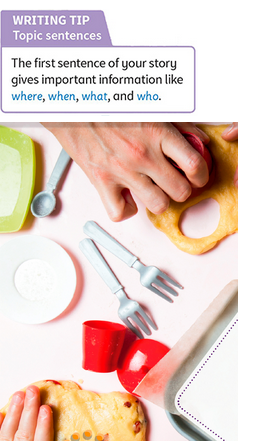 WRITING TIP
Topic sentences
The first sentence of your story
gives important information like
where, when, what, and who.